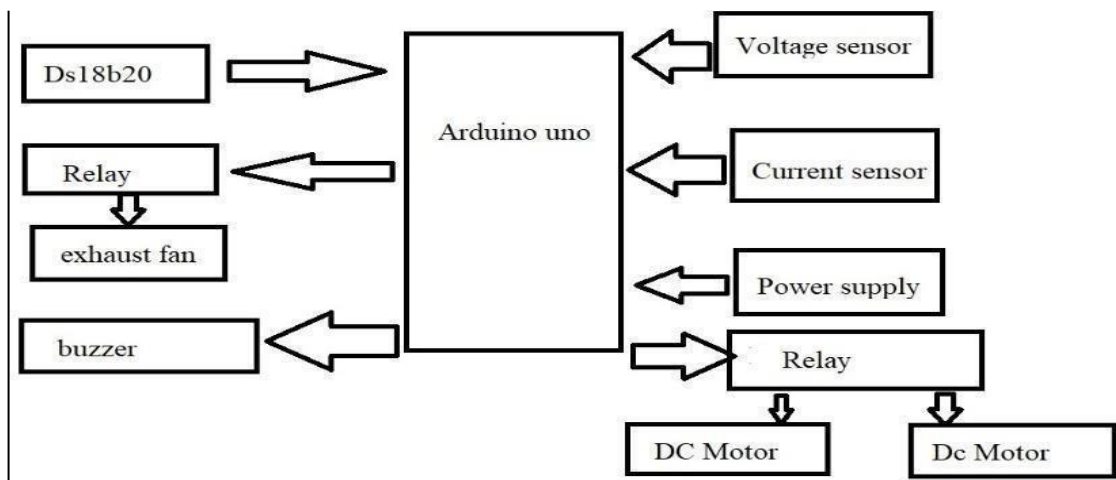 Ds18b20
Relay
exhaust fan
buzzer
Arduino uno
Voltage sensor
Current sensor
Power supply
Relay
DC Motor
Dc Motor